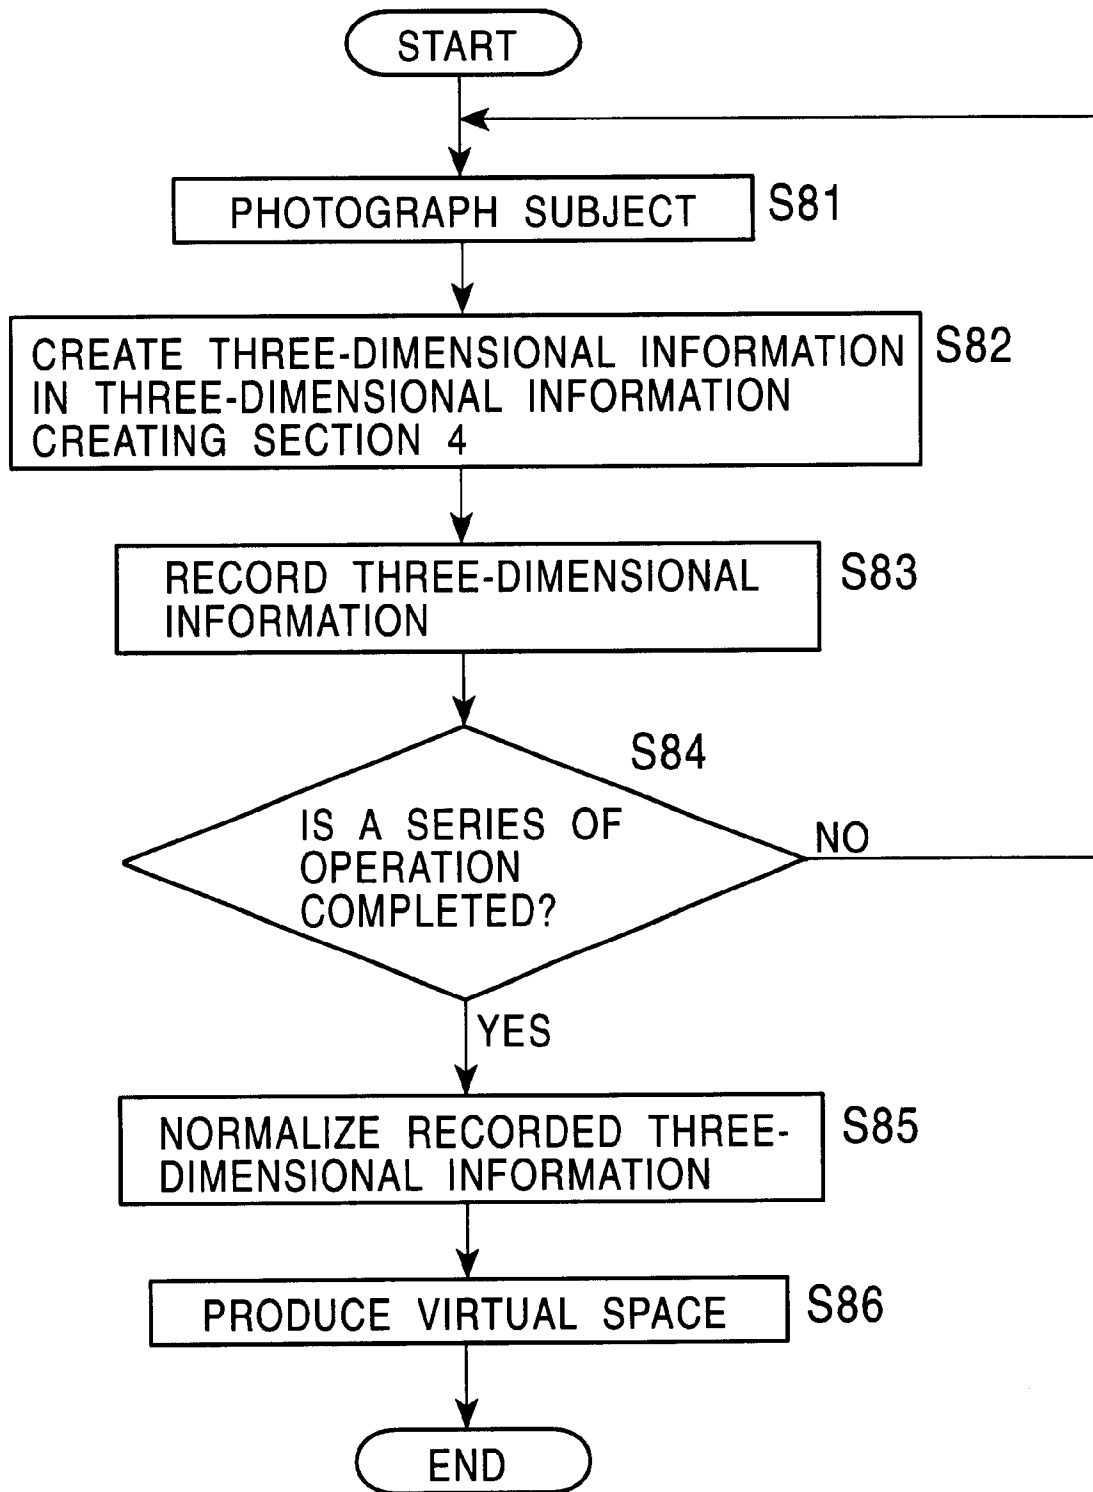 START
PHOTOGRAPH SUBJECT
S81
CREATE THREE-DIMENSIONAL INFORMATION
IN THREE-DIMENSIONAL INFORMATION
CREATING SECTION 4
S82
RECORD THREE-DIMENSIONAL
INFORMATION
S83
S84
IS A SERIES OF
OPERATION
COMPLETED?
NO
YES
NORMALIZE RECORDED THREE-
DIMENSIONAL INFORMATION
S85
PRODUCE VIRTUAL SPACE
S86
END